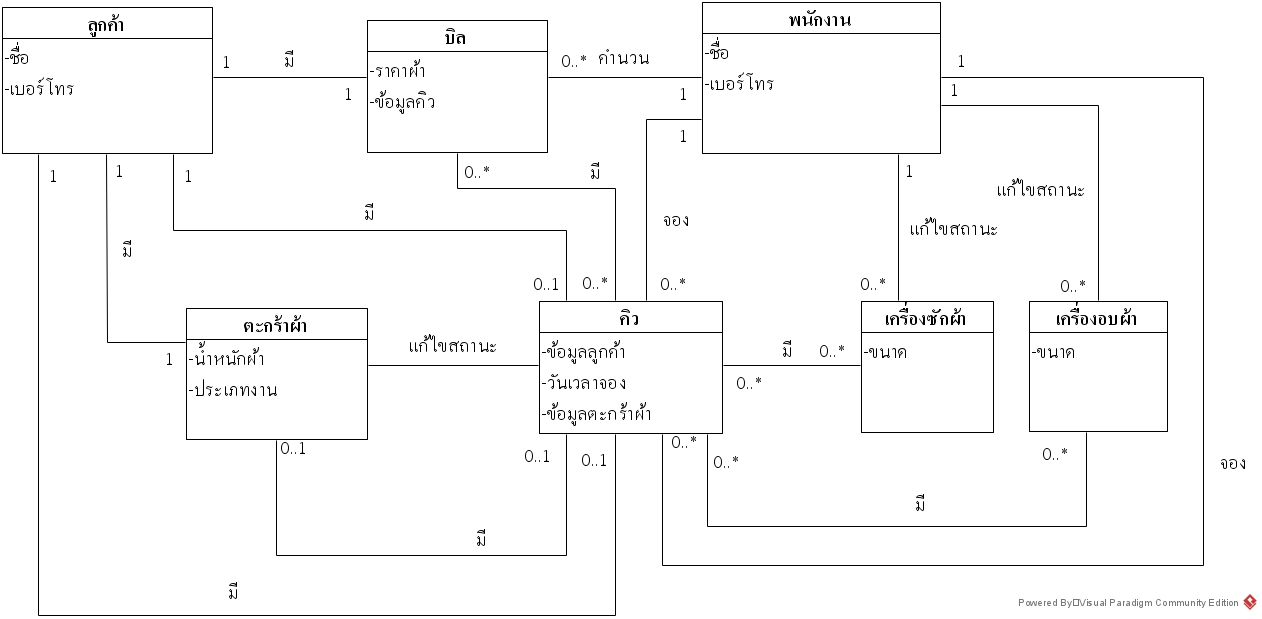 ลูกค้า
-ชื่อ
-เบอร์โทร
1
มี
1
บิล
-ราคาผ้า
-ข้อมูลคิว
0..*
คำนวน
1
พนักงาน
-ชื่อ
-เบอร์โทร
1
1
1
1
1
1
1
0..*
มี
มี
มี
จอง
แก้ไขสถานะ
แก้ไขสถานะ
0..1
0..*
0..*
0..*
0..*
ตะกร้าผ้า
-น้ำหนักผ้า
-ประเภทงาน
1
แก้ไขสถานะ
คิว
-ข้อมูลลูกค้า
-วันเวลาจอง
-ข้อมูลตะกร้าผ้า
มี
0..*
0..*
เครื่องซักผ้า
-ขนาด
เครื่องอบผ้า
-ขนาด
0..1
0..1
0..1
0..*
0..*
0..*
จอง
มี
มี
มี
Powered By Visual Paradigm Community Edition